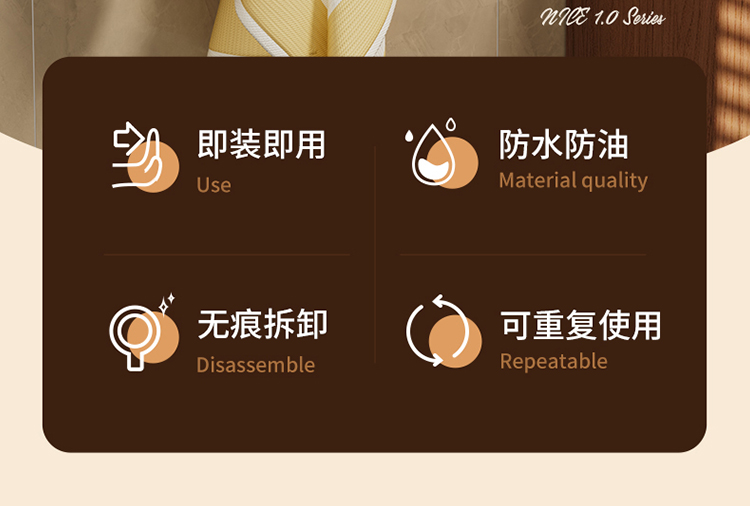 NICE 1.0 Series
即装即用
Use
防水防油
Material quality
无痕拆卸
Disassemble
可重复使用
Repeatable